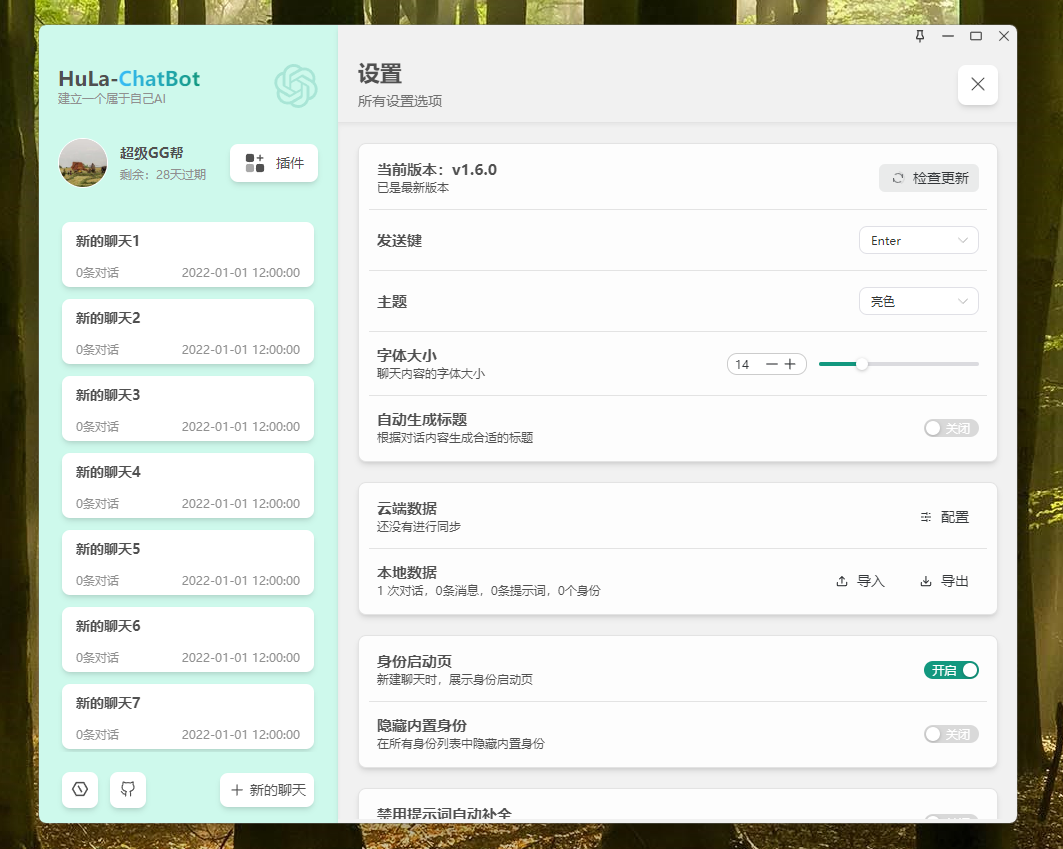 HuLa-ChatBot
建立一个属于自己AI
超级GG帮
剩余：28天过期
插件
新的聊天1
0条对话 2022-01-01 12:00:00
新的聊天2
0条对话 2022-01-01 12:00:00
新的聊天3
0条对话 2022-01-01 12:00:00
新的聊天4
0条对话 2022-01-01 12:00:00
新的聊天5
0条对话 2022-01-01 12:00:00
新的聊天6
0条对话 2022-01-01 12:00:00
新的聊天7
0条对话 2022-01-01 12:00:00
新的聊天
设置
所有设置选项
当前版本：v1.6.0
已是最新版本
检查更新
发送键
Enter
主题
亮色
字体大小
聊天内容的字体大小
14
自动生成标题
根据对话内容生成合适的标题
关闭
云端数据
还没有进行同步
配置
本地数据
1 次对话，0条消息，0条提示词，0个身份
导入
导出
身份启动页
新建聊天时，展示身份启动页
开启
隐藏内置身份
在所有身份列表中隐藏内置身份
关闭
禁用提示词自动补全